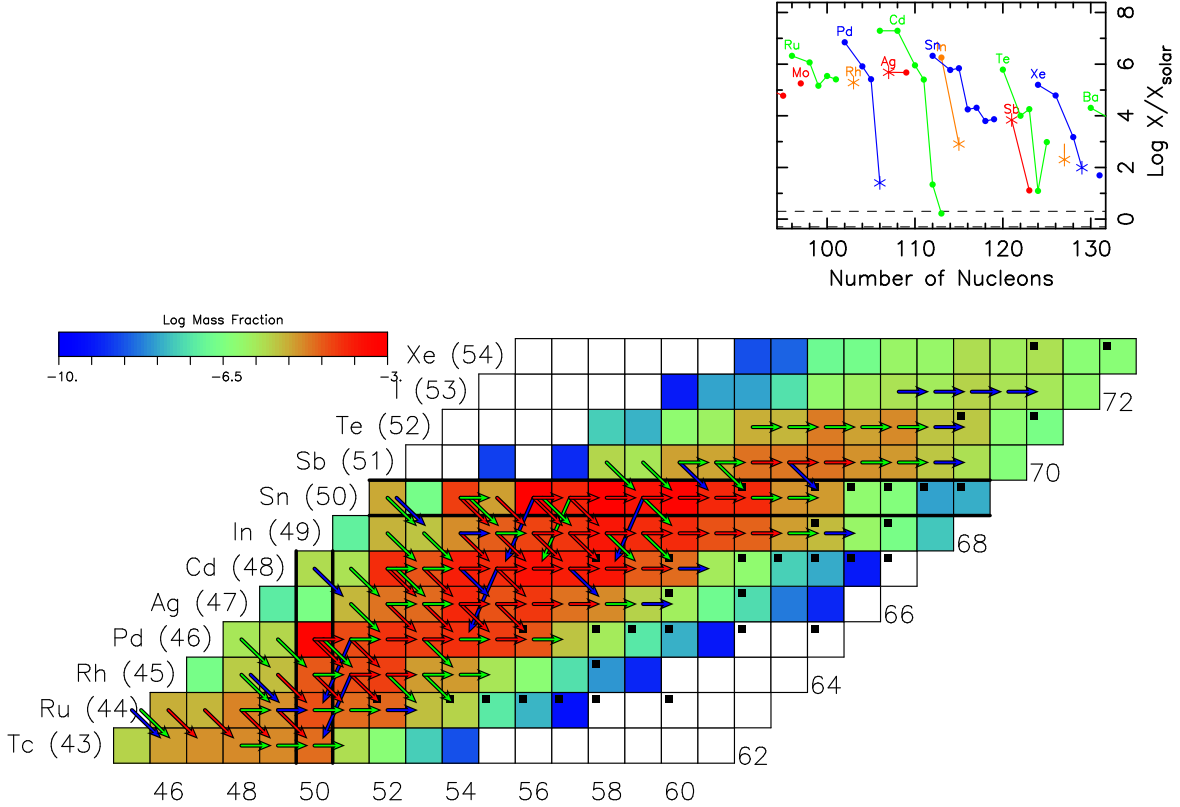 8
6
4
2
0
Log X/X_solar
Ru
Mo
Pd
Rh
Cd
Ag
Sn
In
Te
Sb
Xe
Ba
100 110 120 130
Number of Nucleons
Log Mass Fraction
-10. -6.5 -3.
Xe (54)
I (53)
72
Te (52)
Sb (51)
70
Sn (50)
In (49)
68
Cd (48)
Ag (47)
66
Pd (46)
Rh (45)
64
Ru (44)
Tc (43)
62
46 48 50 52 54 56 58 60